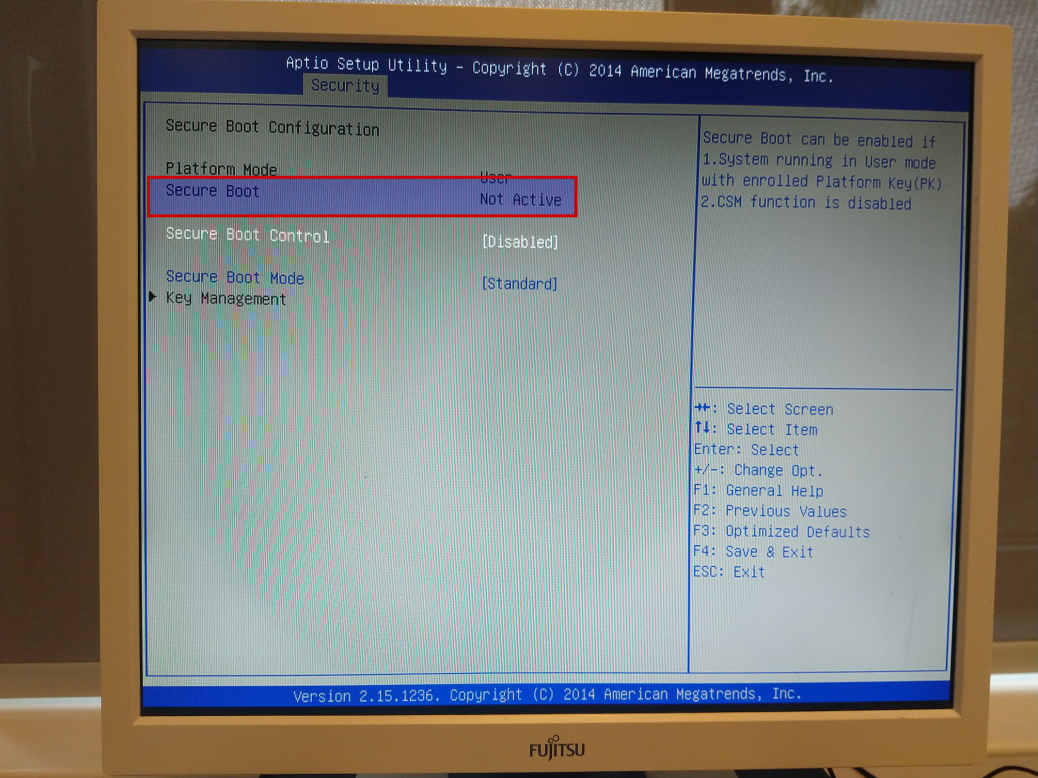 Aptio Setup Utility – Copyright (C) 2014 American Megatrends, Inc.
Security
Secure Boot Configuration
Platform Mode User
Secure Boot Not Active
Secure Boot Control [Disabled]
Secure Boot Mode [Standard]
Key Management
Secure Boot can be enabled if
1.System running in User mode
with enrolled Platform Key(PK)
2.CSM function is disabled
→←: Select Screen
↑↓: Select Item
Enter: Select
+/-: Change Opt.
F1: General Help
F2: Previous Values
F3: Optimized Defaults
F4: Save & Exit
ESC: Exit
Version 2.15.1236. Copyright (C) 2014 American Megatrends, Inc.
FUJITSU